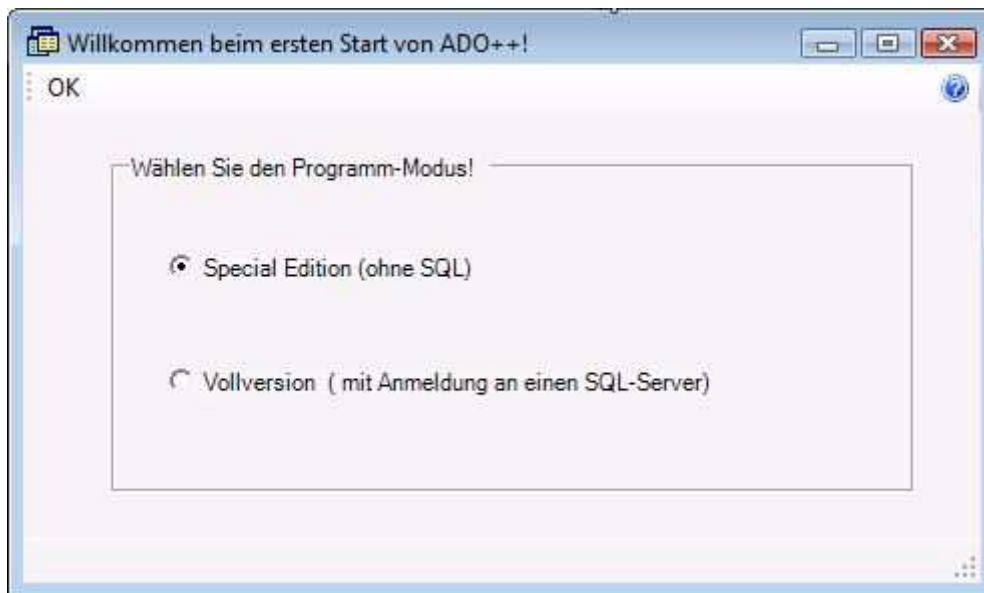 Willkommen beim ersten Start von ADO++!
OK
Wählen Sie den Programm-Modus!
Special Edition (ohne SQL)
Vollversion ( mit Anmeldung an einen SQL-Server)